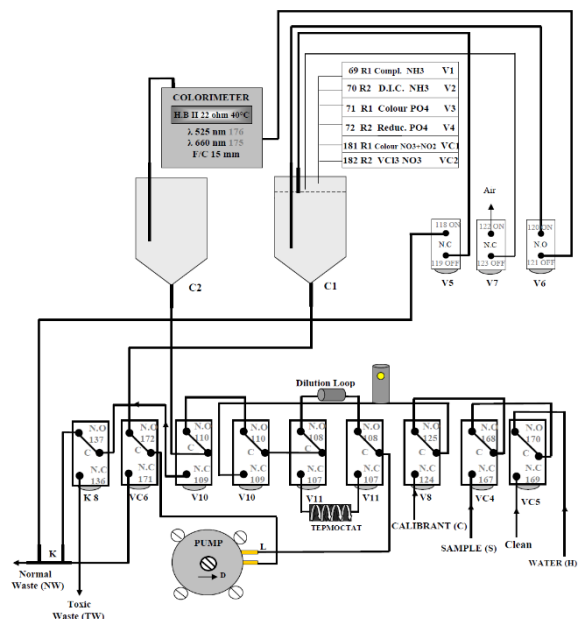 COLORIMETER
H.B II 22 ohm 40°C
λ 525 nm 176
λ 660 nm 175
F/C 15 mm
69 R1 Compl. NH3 V1
70 R2 D.I.C. NH3 V2
71 R1 Colour PO4 V3
72 R2 Reduc. PO4 V4
181 R1 Colour NO3+NO2 VC1
182 R2 VCl3 NO3 VC2
Air
118 ON
N.C
119 OFF
V5
122 ON
N.C
123 OFF
V7
120 ON
N.O
121 OFF
V6
C2
C1
Dilution Loop
N.O
137
C
N.C
136
K 8
N.O
172
C
N.C
171
VC6
N.O
110
C
N.C
109
V10
N.O
110
C
N.C
109
V10
N.O
108
C
N.C
107
V11
N.O
108
C
N.C
107
V11
N.O
125
C
N.C
124
V8
N.O
168
C
N.C
167
VC4
N.O
170
C
N.C
169
VC5
TEPMOCTAT
CALIBRANT (C)
SAMPLE (S)
Clean
WATER (H)
PUMP
L
D
K
Normal
Waste (NW)
Toxic
Waste (TW)